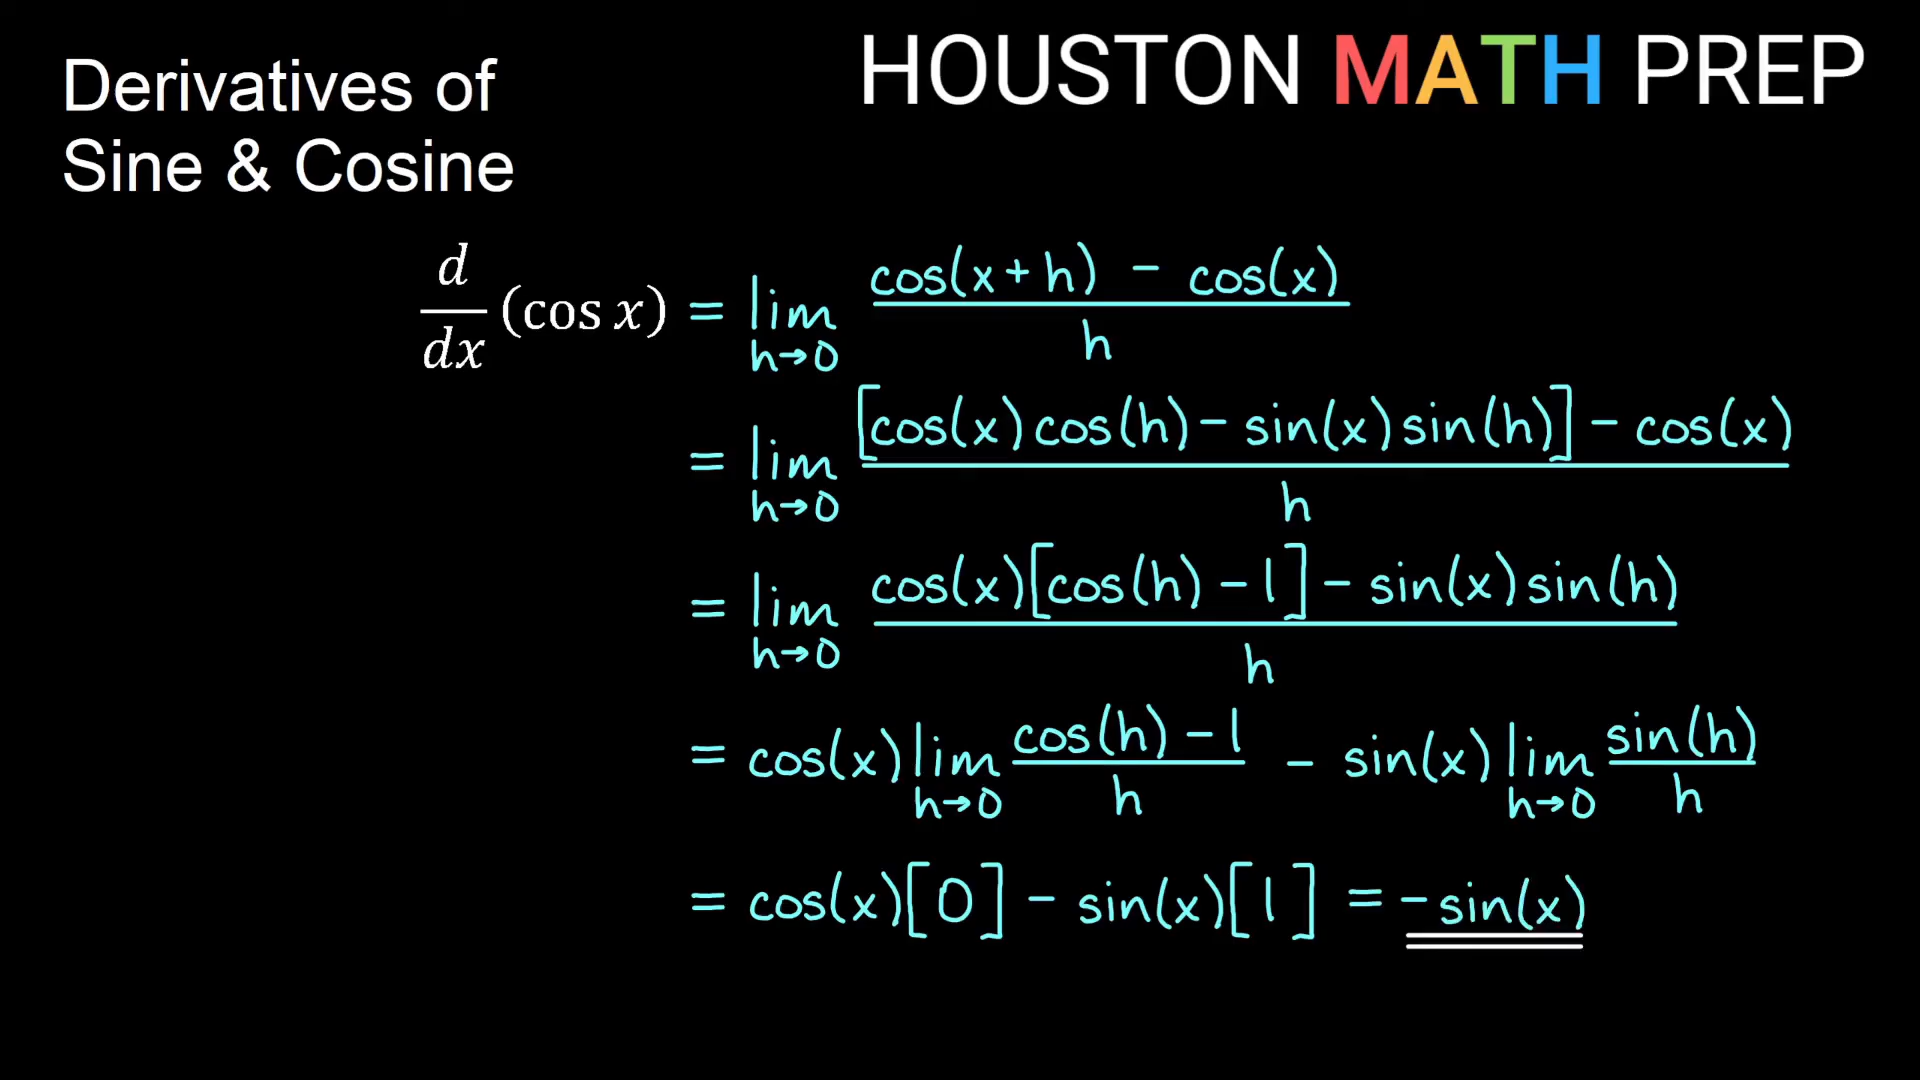 HOUSTON MATH PREP
Derivatives of
Sine & Cosine
d/dx (cos x) = lim h→0 (cos(x+h) − cos(x))/h
= lim h→0 ([cos(x)cos(h) − sin(x)sin(h)] − cos(x))/h
= lim h→0 (cos(x)[cos(h) − 1] − sin(x)sin(h))/h
= cos(x) lim h→0 (cos(h) − 1)/h − sin(x) lim h→0 sin(h)/h
= cos(x)[0] − sin(x)[1] = −sin(x)